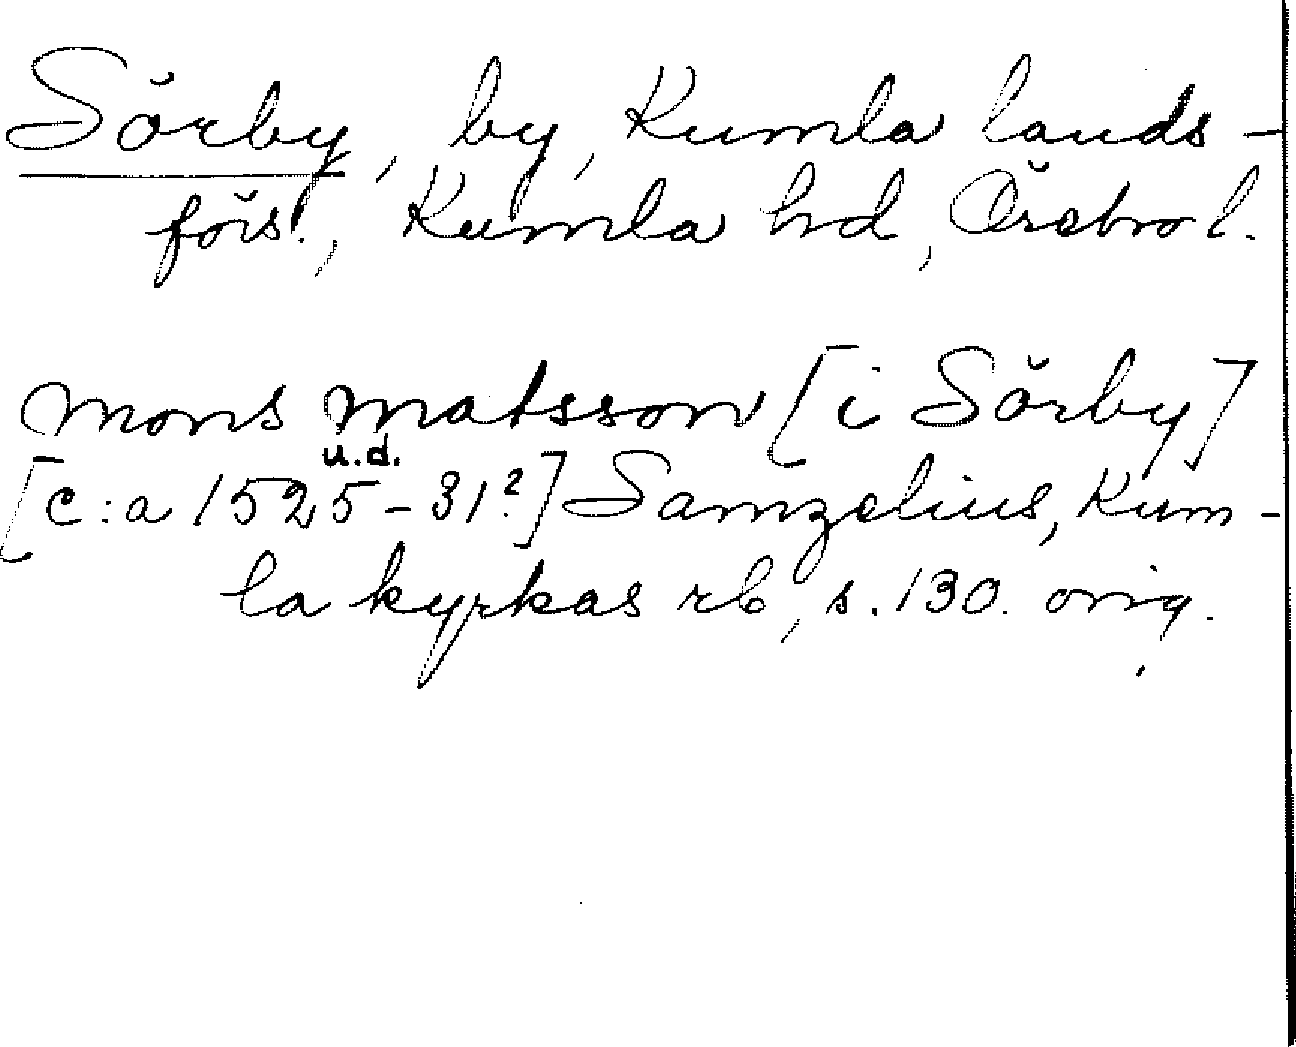 Sörby, by, Kumla lands-
förs., Kumla hd, Örebro l.
Mons Matsson [i Sörby]
u.d.
[c:a 1525-31?] Samzelius, Kum-
la kyrkas rb, s. 130. orig.